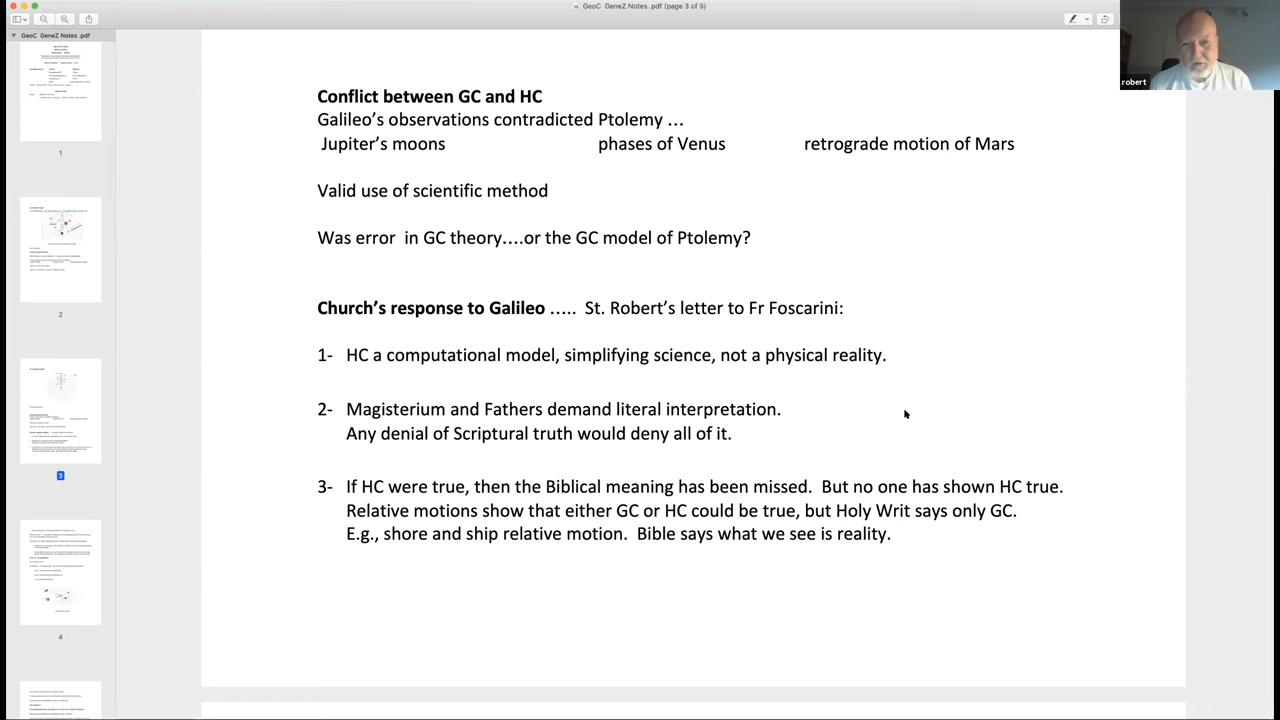 GeoC GeneZ Notes .pdf (page 3 of 9)
GeoC GeneZ Notes .pdf
robert
1
2
3
4
Conflict between GC and HC
Galileo's observations contradicted Ptolemy ...
Jupiter's moons phases of Venus retrograde motion of Mars
Valid use of scientific method
Was error in GC theory....or the GC model of Ptolemy?
Church's response to Galileo ..... St. Robert's letter to Fr Foscarini:
1- HC a computational model, simplifying science, not a physical reality.
2- Magisterium and Fathers demand literal interpretation.
Any denial of Scriptural truth would deny all of it.
3- If HC were true, then the Biblical meaning has been missed. But no one has shown HC true.
Relative motions show that either GC or HC could be true, but Holy Writ says only GC.
E.g., shore and ship relative motion. Bible says what we see is reality.